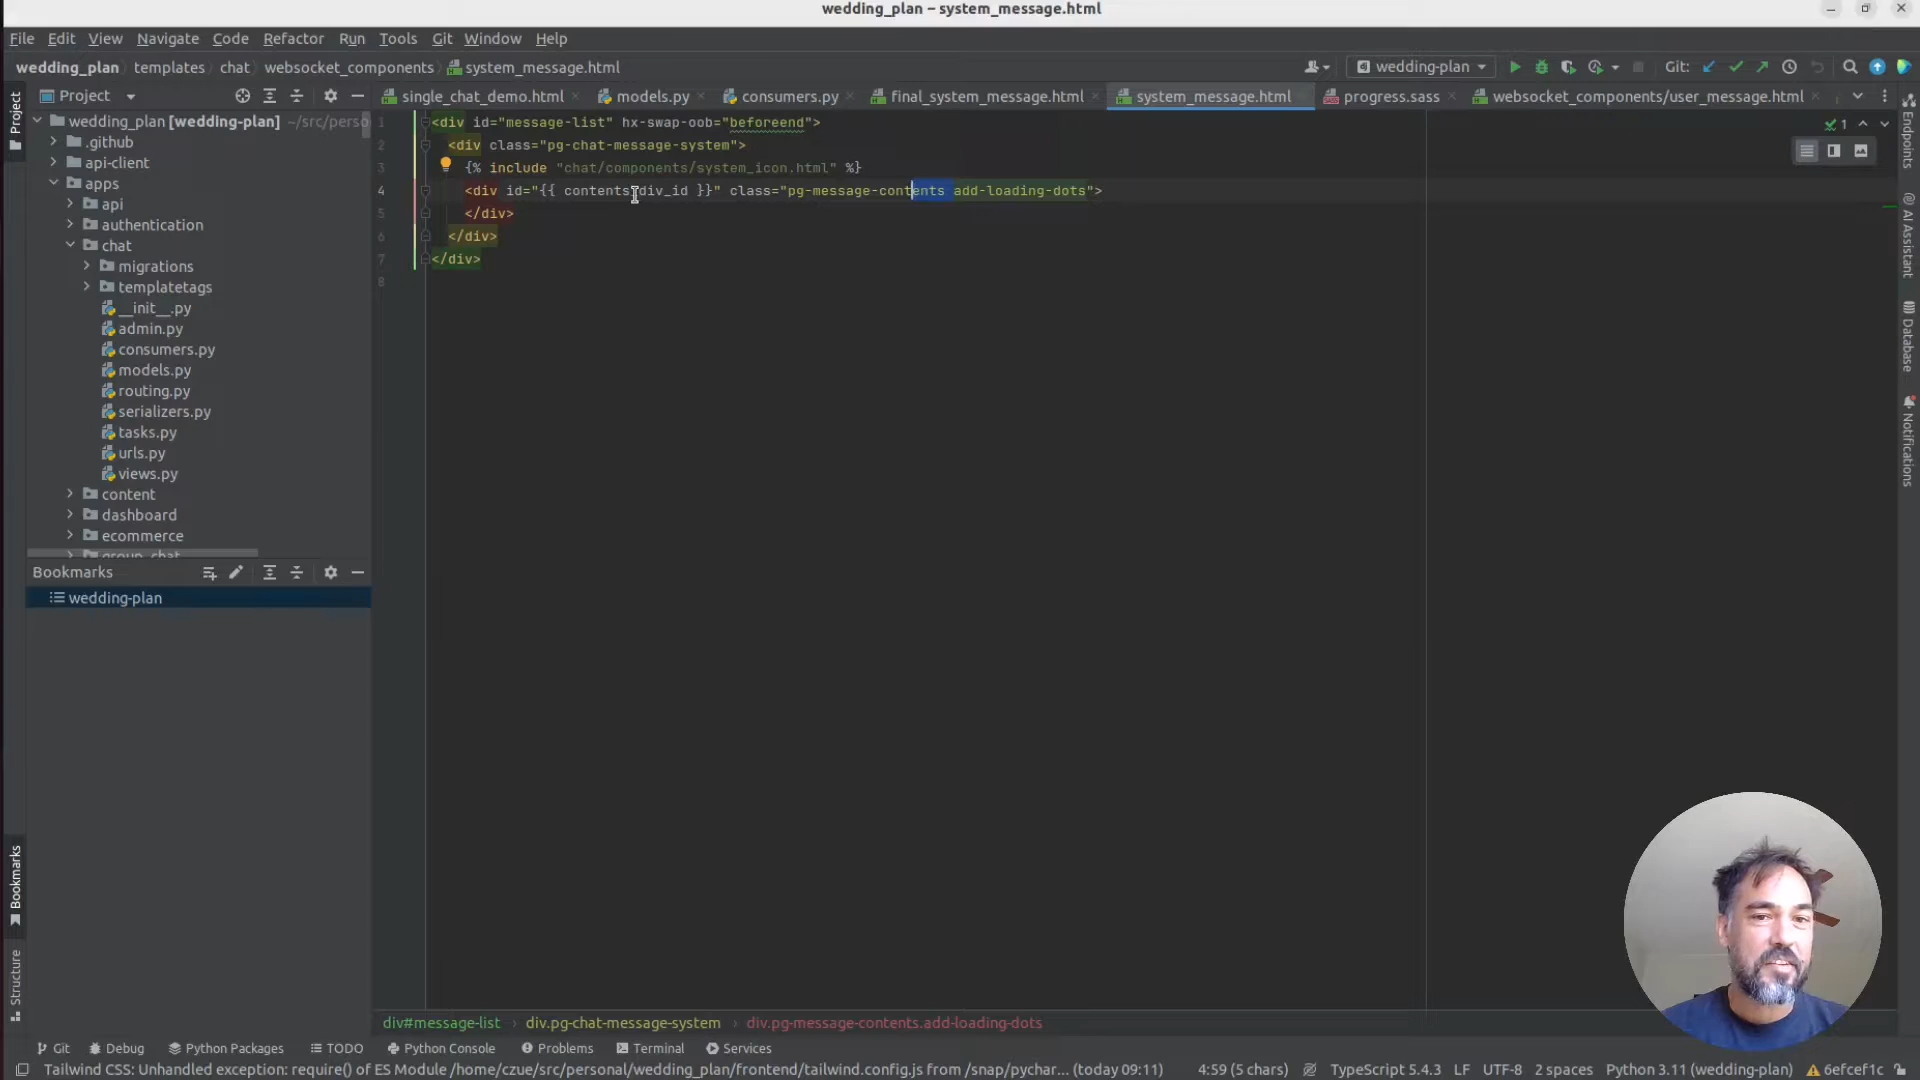 wedding_plan – system_message.html
File Edit View Navigate Code Refactor Run Tools Git Window Help
wedding_plan templates chat websocket_components system_message.html
wedding-plan Git:
Project
single_chat_demo.html models.py consumers.py final_system_message.html system_message.html progress.sass websocket_components/user_message.html
Project
wedding_plan [wedding-plan] ~/src/perso
.github
api-client
apps
api
authentication
chat
migrations
templatetags
__init__.py
admin.py
consumers.py
models.py
routing.py
serializers.py
tasks.py
urls.py
views.py
content
dashboard
ecommerce
group_chat
1 <div id="message-list" hx-swap-oob="beforeend">
2 <div class="pg-chat-message-system">
3 {% include "chat/components/system_icon.html" %}
4 <div id="{{ contents_div_id }}" class="pg-message-contents add-loading-dots">
5 </div>
6 </div>
7 </div>
8
1
Endpoints
AI Assistant
Database
Notifications
Bookmarks
wedding-plan
Bookmarks
Structure
div#message-list › div.pg-chat-message-system › div.pg-message-contents.add-loading-dots
Git Debug Python Packages TODO Python Console Problems Terminal Services
Tailwind CSS: Unhandled exception: require() of ES Module /home/czue/src/personal/wedding_plan/frontend/tailwind.config.js from /snap/pychar... (today 09:11) 4:59 (5 chars) TypeScript 5.4.3 LF UTF-8 2 spaces Python 3.11 (wedding-plan) 6efcef1c